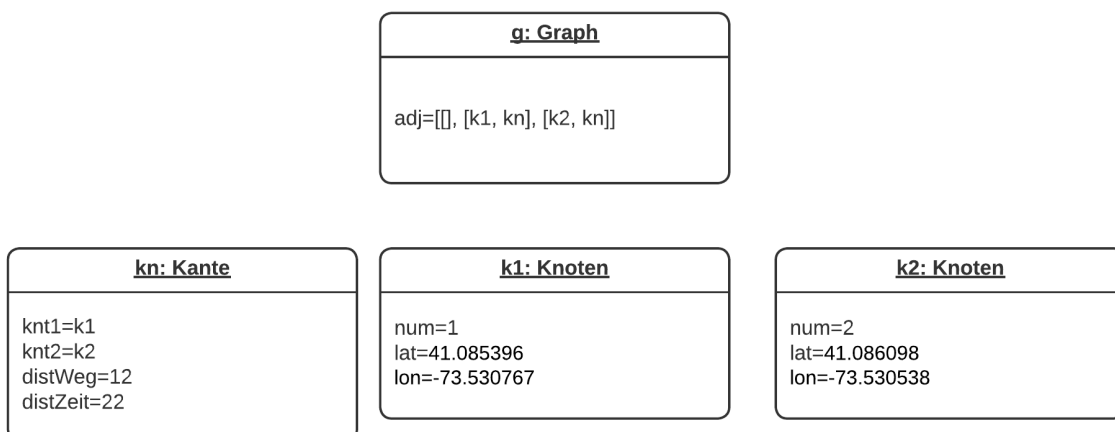 g: Graph
adj=[[], [k1, kn], [k2, kn]]
kn: Kante
knt1=k1
knt2=k2
distWeg=12
distZeit=22
k1: Knoten
num=1
lat=41.085396
lon=-73.530767
k2: Knoten
num=2
lat=41.086098
lon=-73.530538